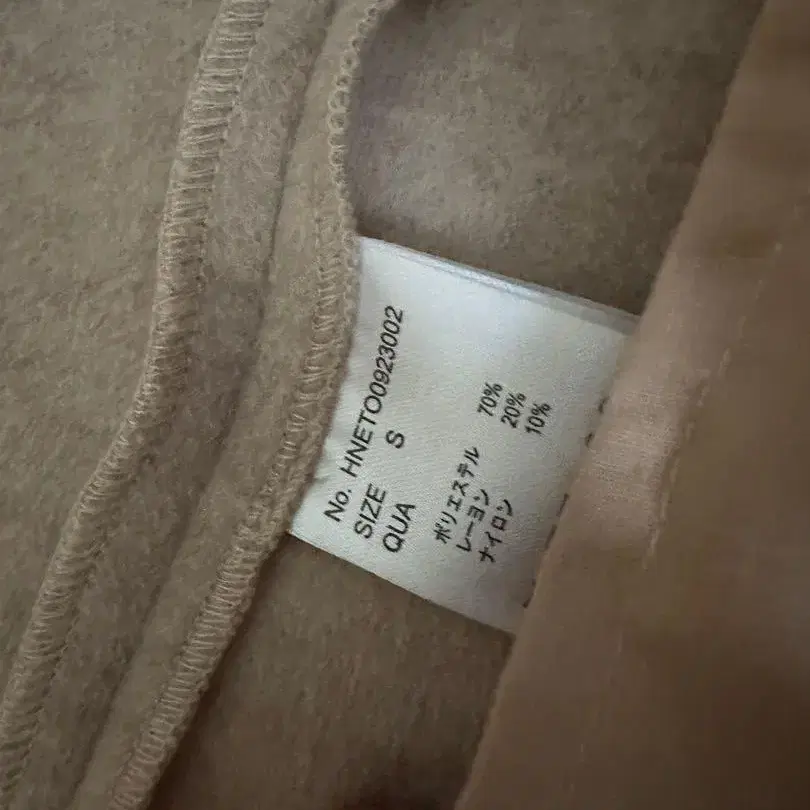 No. HNETO0923002
SIZE S
QUA
ポリエステル 70%
レーヨン 20%
ナイロン 10%